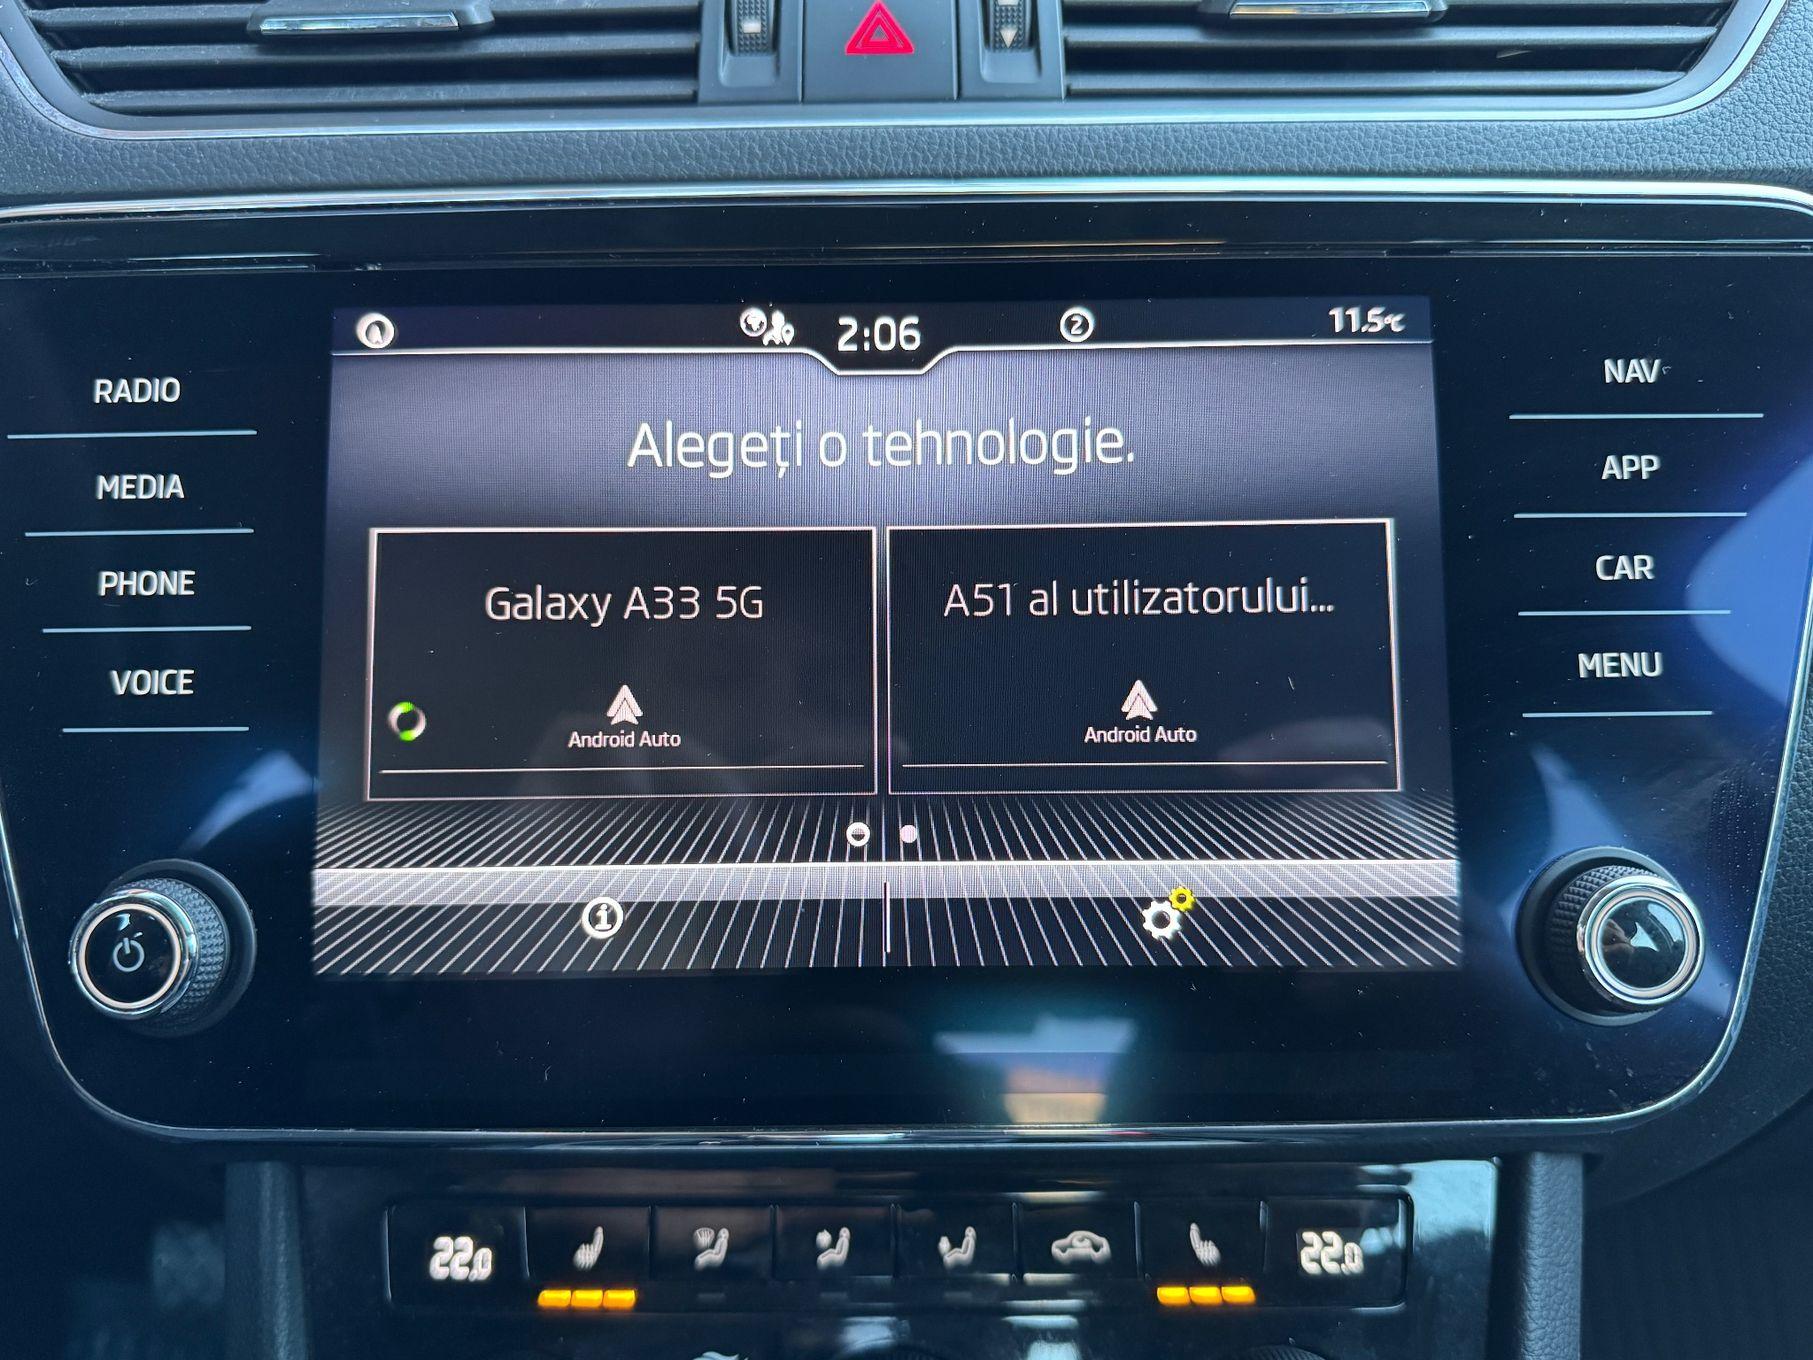 2:06
2
11.5°C
RADIO
MEDIA
PHONE
VOICE
Alegeți o tehnologie.
Galaxy A33 5G
Android Auto
A51 al utilizatorului...
Android Auto
NAV
APP
CAR
MENU
22.0
22.0